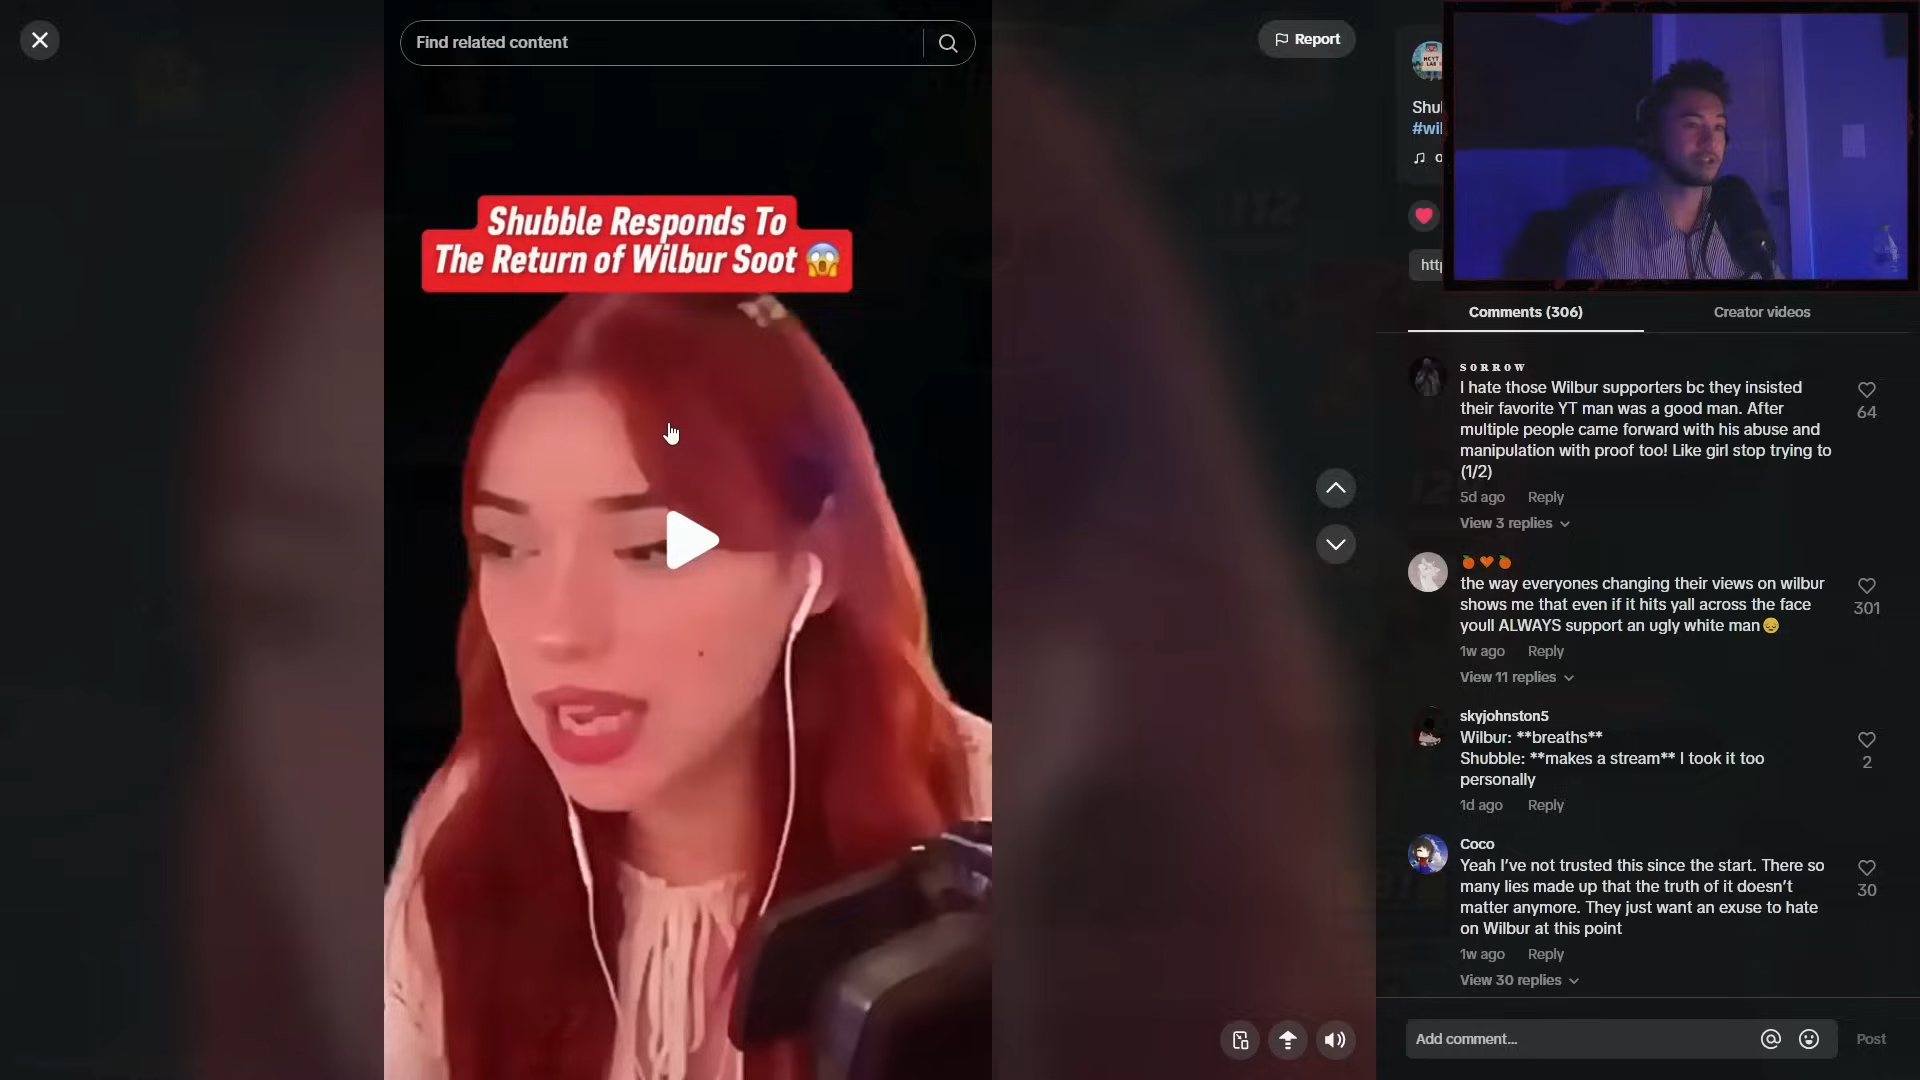 Find related content
Report
Shubble Responds To
The Return of Wilbur Soot 😱
MCYT
LAB
Shu
#wil
Comments (306)
Creator videos
s o r r o w
I hate those Wilbur supporters bc they insisted
their favorite YT man was a good man. After
multiple people came forward with his abuse and
manipulation with proof too! Like girl stop trying to
(1/2)
64
5d ago Reply
View 3 replies
🍊🧡🍊
the way everyones changing their views on wilbur
shows me that even if it hits yall across the face
youll ALWAYS support an ugly white man😔
301
1w ago Reply
View 11 replies
skyjohnston5
Wilbur: **breaths**
Shubble: **makes a stream** I took it too
personally
2
1d ago Reply
Coco
Yeah I've not trusted this since the start. There so
many lies made up that the truth of it doesn't
matter anymore. They just want an exuse to hate
on Wilbur at this point
30
1w ago Reply
View 30 replies
Add comment...
Post